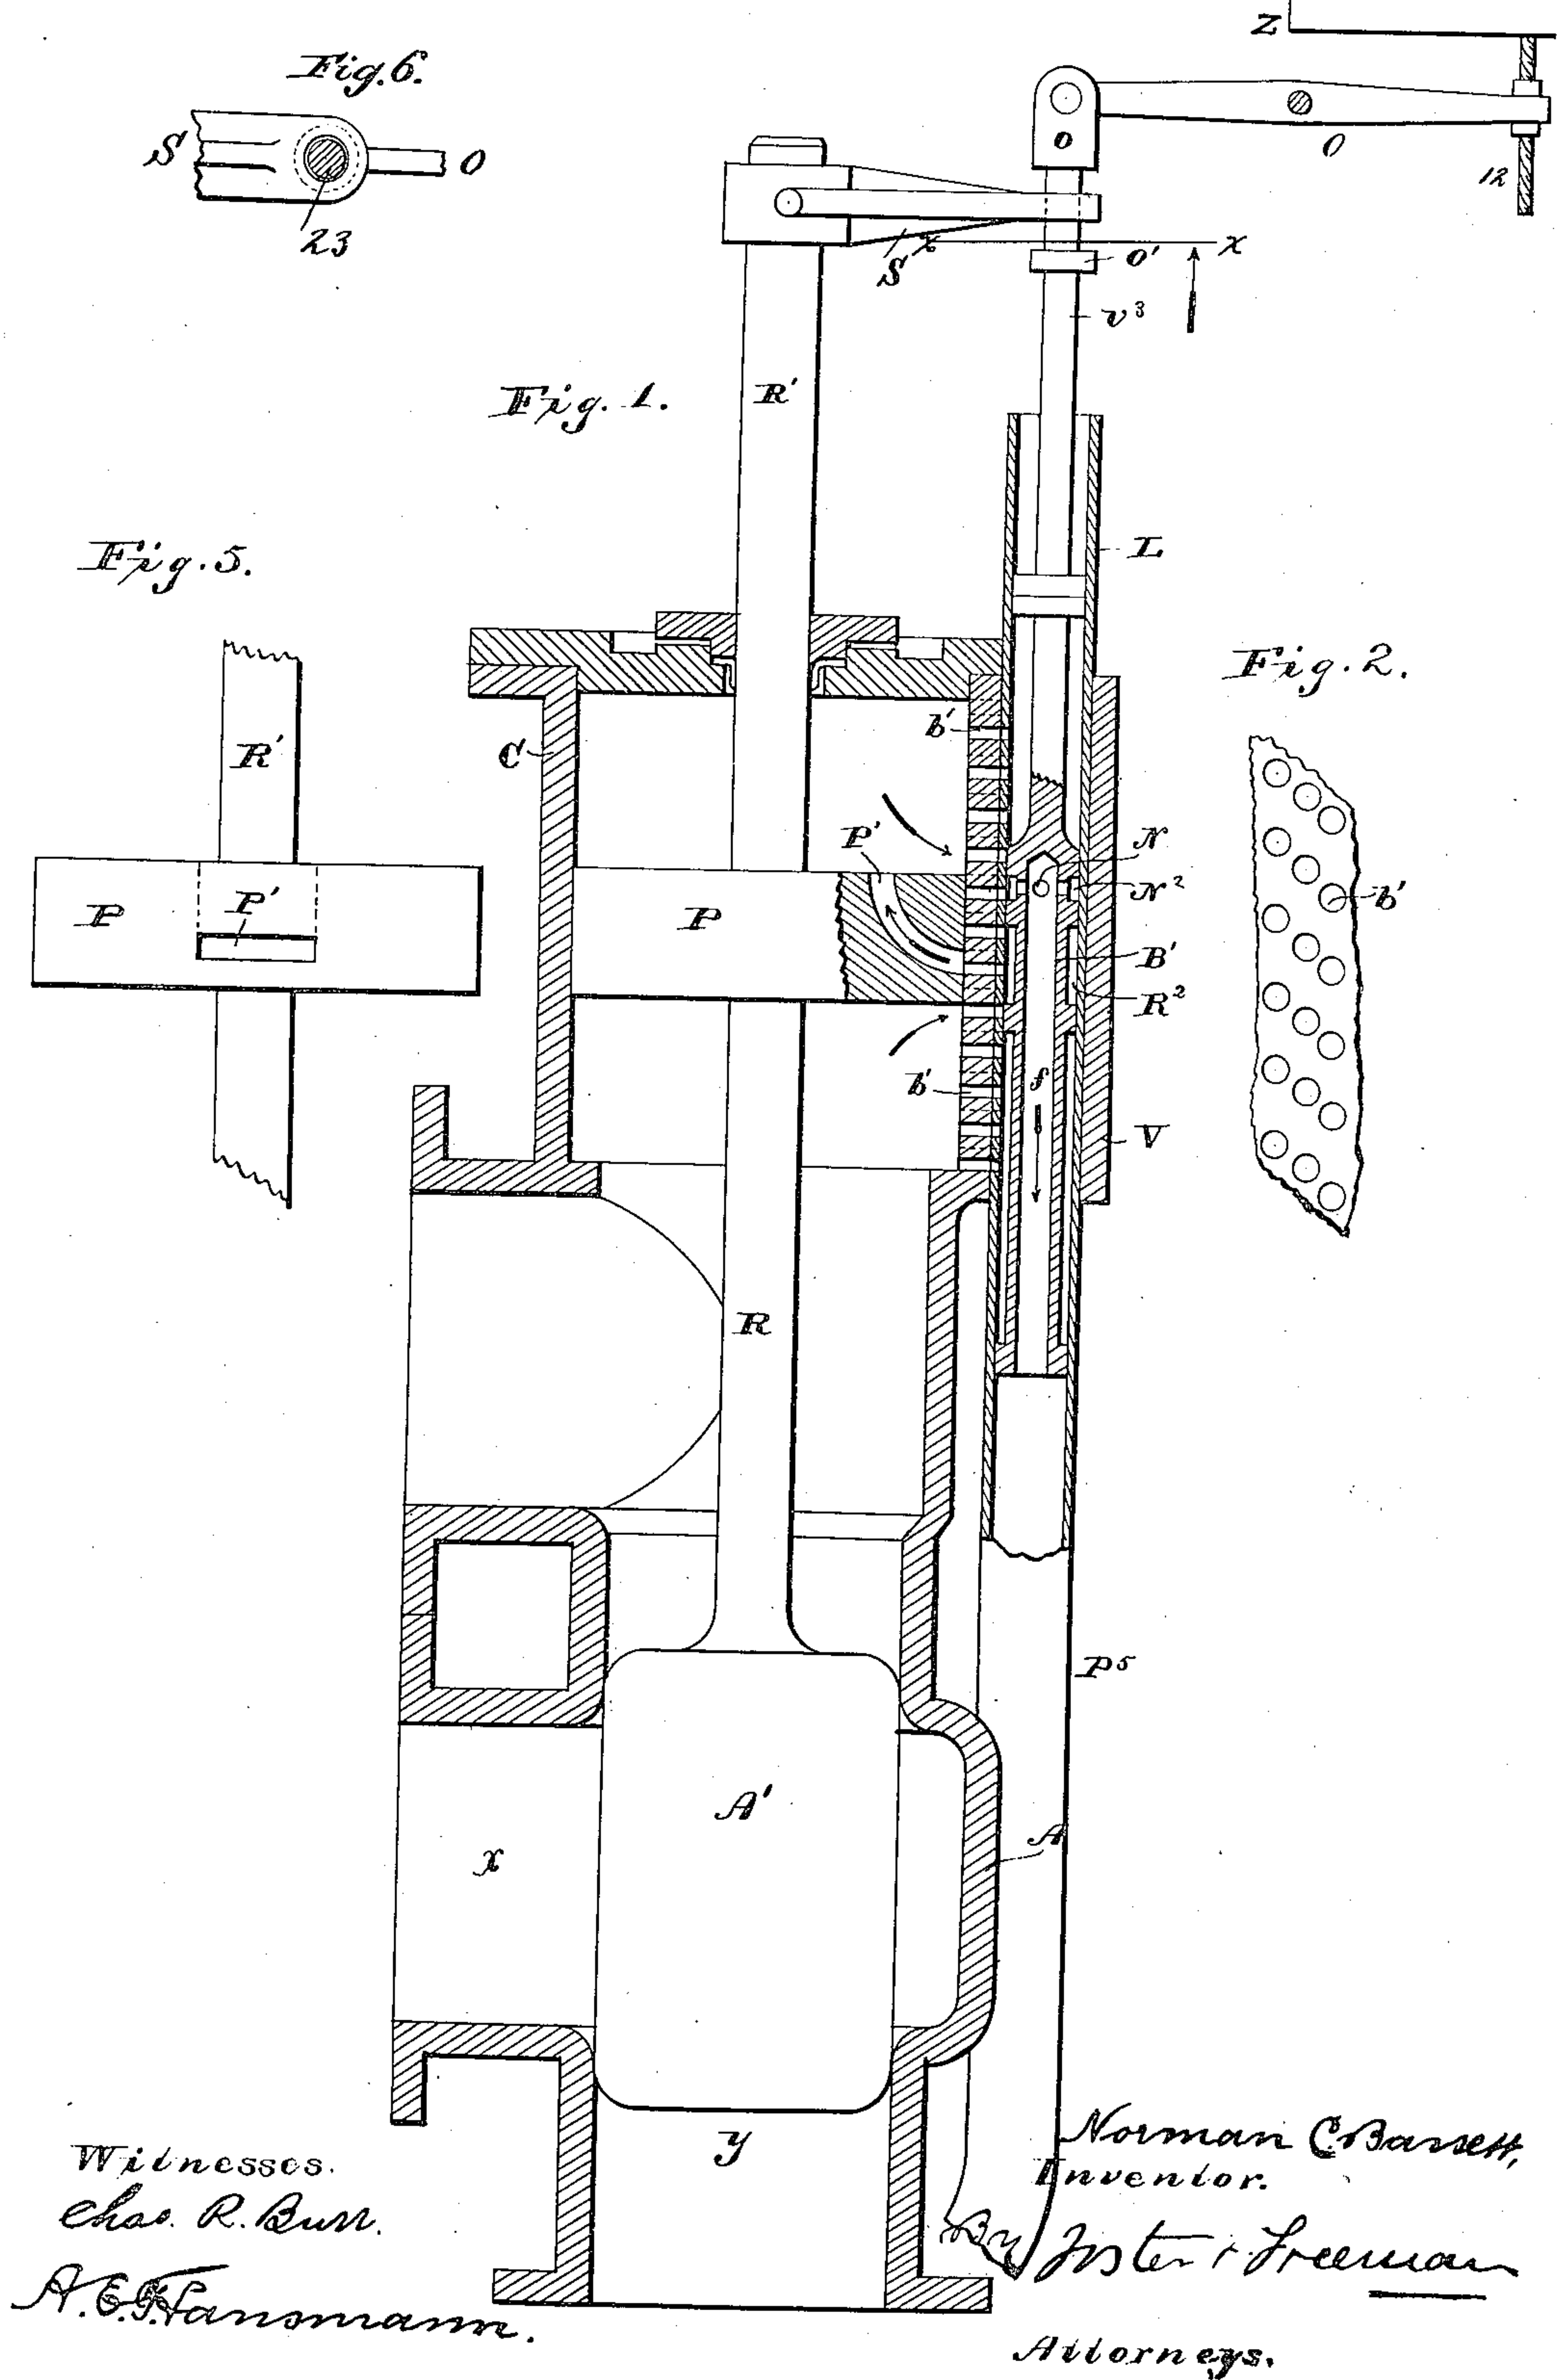 Z
Fig. 6.
S
O
23
o
O
12
S
x
x
o'
v³
Fig. 1.
R'
L
Fig. 5.
Fig. 2.
R'
b'
C
P'
N
N²
b'
P
P'
P
B'
R²
b'
f
V
R
P⁵
A'
A
x
y
Witnesses.
Chas. R. Burr.
A. E. T. Hansmann.
Norman C. Bassett,
Inventor.
By Foster & Freeman
Attorneys.